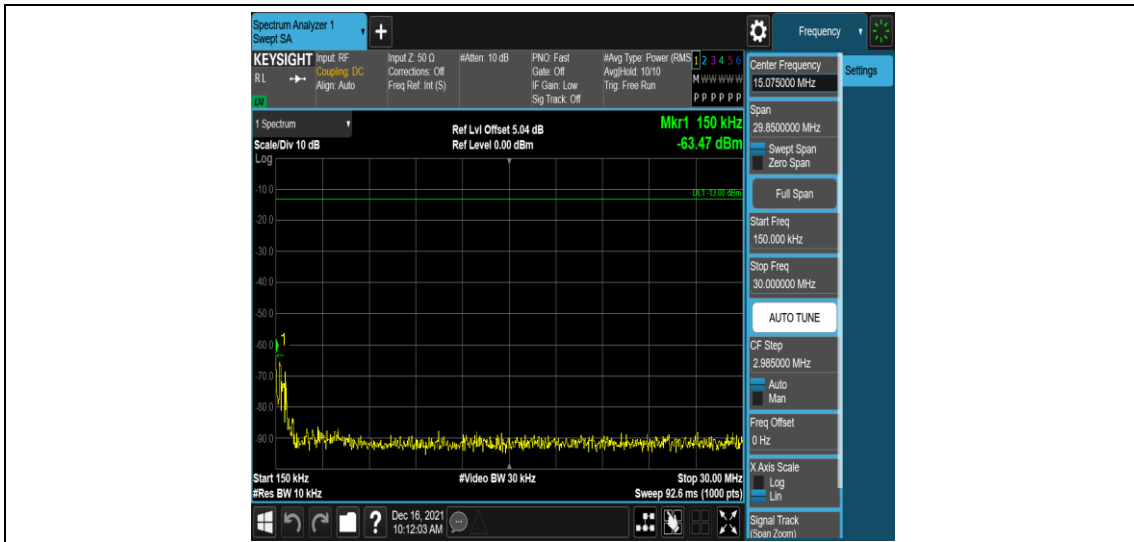 Spectrum Analyzer 1
Swept SA
+
Frequency
KEYSIGHT
RL
LXI
Input: RF
Coupling: DC
Align: Auto
Input Z: 50 Ω
Corrections: Off
Freq Ref: Int (S)
#Atten: 10 dB
PNO: Fast
Gate: Off
IF Gain: Low
Sig Track: Off
#Avg Type: Power (RMS
Avg|Hold: 10/10
Trig: Free Run
1 2 3 4 5 6
M W W W W W
P P P P P P
1 Spectrum
Scale/Div 10 dB
Ref Lvl Offset 5.04 dB
Ref Level 0.00 dBm
Mkr1 150 kHz
-63.47 dBm
Log
DL1 -13.00 dBm
-10.0
-20.0
-30.0
-40.0
-50.0
-60.0
-70.0
-80.0
-90.0
1
Start 150 kHz
#Res BW 10 kHz
#Video BW 30 kHz
Stop 30.00 MHz
Sweep 92.6 ms (1000 pts)
?
Dec 16, 2021
10:12:03 AM
Center Frequency
15.075000 MHz
Settings
Span
29.8500000 MHz
Swept Span
Zero Span
Full Span
Start Freq
150.000 kHz
Stop Freq
30.000000 MHz
AUTO TUNE
CF Step
2.985000 MHz
Auto
Man
Freq Offset
0 Hz
X Axis Scale
Log
Lin
Signal Track
(Span Zoom)